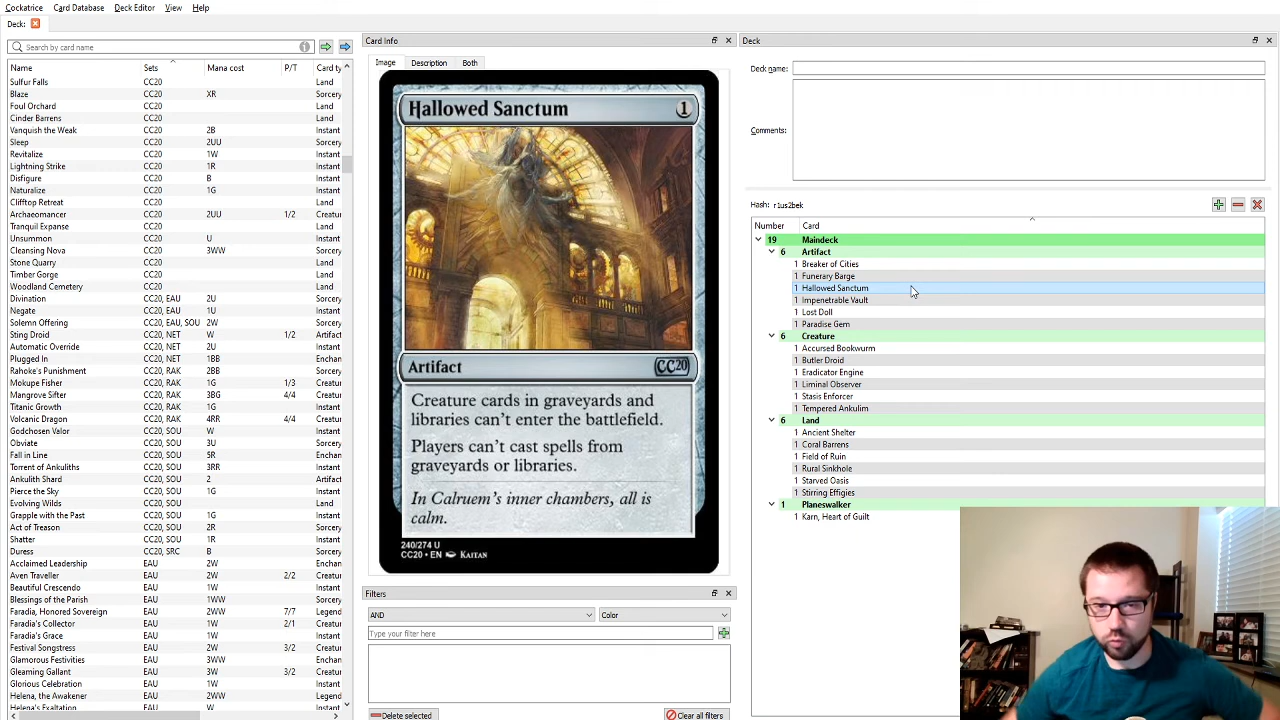 Cockatrice Card Database Deck Editor View Help
Deck:
Search by card name
Name Sets Mana cost P/T Card ty
Sulfur Falls CC20 Land
Blaze CC20 XR Sorcery
Foul Orchard CC20 Land
Cinder Barrens CC20 Land
Vanquish the Weak CC20 2B Instant
Sleep CC20 2UU Sorcery
Revitalize CC20 1W Instant
Lightning Strike CC20 1R Instant
Disfigure CC20 B Instant
Naturalize CC20 1G Instant
Clifftop Retreat CC20 Land
Archaeomancer CC20 2UU 1/2 Creatur
Tranquil Expanse CC20 Land
Unsummon CC20 U Instant
Cleansing Nova CC20 3WW Sorcery
Stone Quarry CC20 Land
Timber Gorge CC20 Land
Woodland Cemetery CC20 Land
Divination CC20, EAU 2U Sorcery
Negate CC20, EAU 1U Instant
Solemn Offering CC20, EAU, SOU 2W Sorcery
Sting Droid CC20, NET W 1/2 Artifact
Automatic Override CC20, NET 2U Instant
Plugged In CC20, NET 1BB Enchan
Rahoke's Punishment CC20, RAK 2BB Sorcery
Mokupe Fisher CC20, RAK 1G 1/3 Creatur
Mangrove Sifter CC20, RAK 3BG 4/4 Creatur
Titanic Growth CC20, RAK 1G Instant
Volcanic Dragon CC20, RAK 4RR 4/4 Creatur
Godchosen Valor CC20, SOU 1W Instant
Obviate CC20, SOU 3U Sorcery
Fall in Line CC20, SOU 5R Enchan
Torrent of Ankuliths CC20, SOU 3RR Instant
Ankulith Shard CC20, SOU 2 Artifact
Pierce the Sky CC20, SOU 1G Instant
Evolving Wilds CC20, SOU Land
Grapple with the Past CC20, SOU 1G Instant
Act of Treason CC20, SOU 2R Sorcery
Shatter CC20, SOU 1R Instant
Duress CC20, SRC B Sorcery
Acclaimed Leadership EAU 2W Enchan
Aven Traveller EAU 2W 2/2 Creatur
Beautiful Crescendo EAU 1W Instant
Blessings of the Parish EAU 1WW Instant
Faradia, Honored Sovereign EAU 4WW 7/7 Legend
Faradia's Collector EAU 2W 2/1 Creatur
Faradia's Grace EAU 1W Instant
Festival Songstress EAU 2W 3/2 Creatur
Glamorous Festivities EAU 3WW Enchan
Gleaming Gallant EAU 3W 3/2 Creatur
Glorious Celebration EAU 1W Instant
Helena, the Awakener EAU 2WW Legend
Helena's Exaltation EAU 2W Instant
Card Info
Image Description Both
Hallowed Sanctum 1
Artifact CC20
Creature cards in graveyards and
libraries can't enter the battlefield.
Players can't cast spells from
graveyards or libraries.
In Calruem's inner chambers, all is
calm.
240/274 U
CC20 • EN KAITAN
Filters
AND Color
Type your filter here
Delete selected Clear all filters
Deck
Deck name:
Comments:
Hash: r1us2bek
Number Card
19 Maindeck
6 Artifact
1 Breaker of Cities
1 Funerary Barge
1 Hallowed Sanctum
1 Impenetrable Vault
1 Lost Doll
1 Paradise Gem
6 Creature
1 Accursed Bookwurm
1 Butler Droid
1 Eradicator Engine
1 Liminal Observer
1 Stasis Enforcer
1 Tempered Ankulim
6 Land
1 Ancient Shelter
1 Coral Barrens
1 Field of Ruin
1 Rural Sinkhole
1 Starved Oasis
1 Stirring Effigies
1 Planeswalker
1 Karn, Heart of Guilt